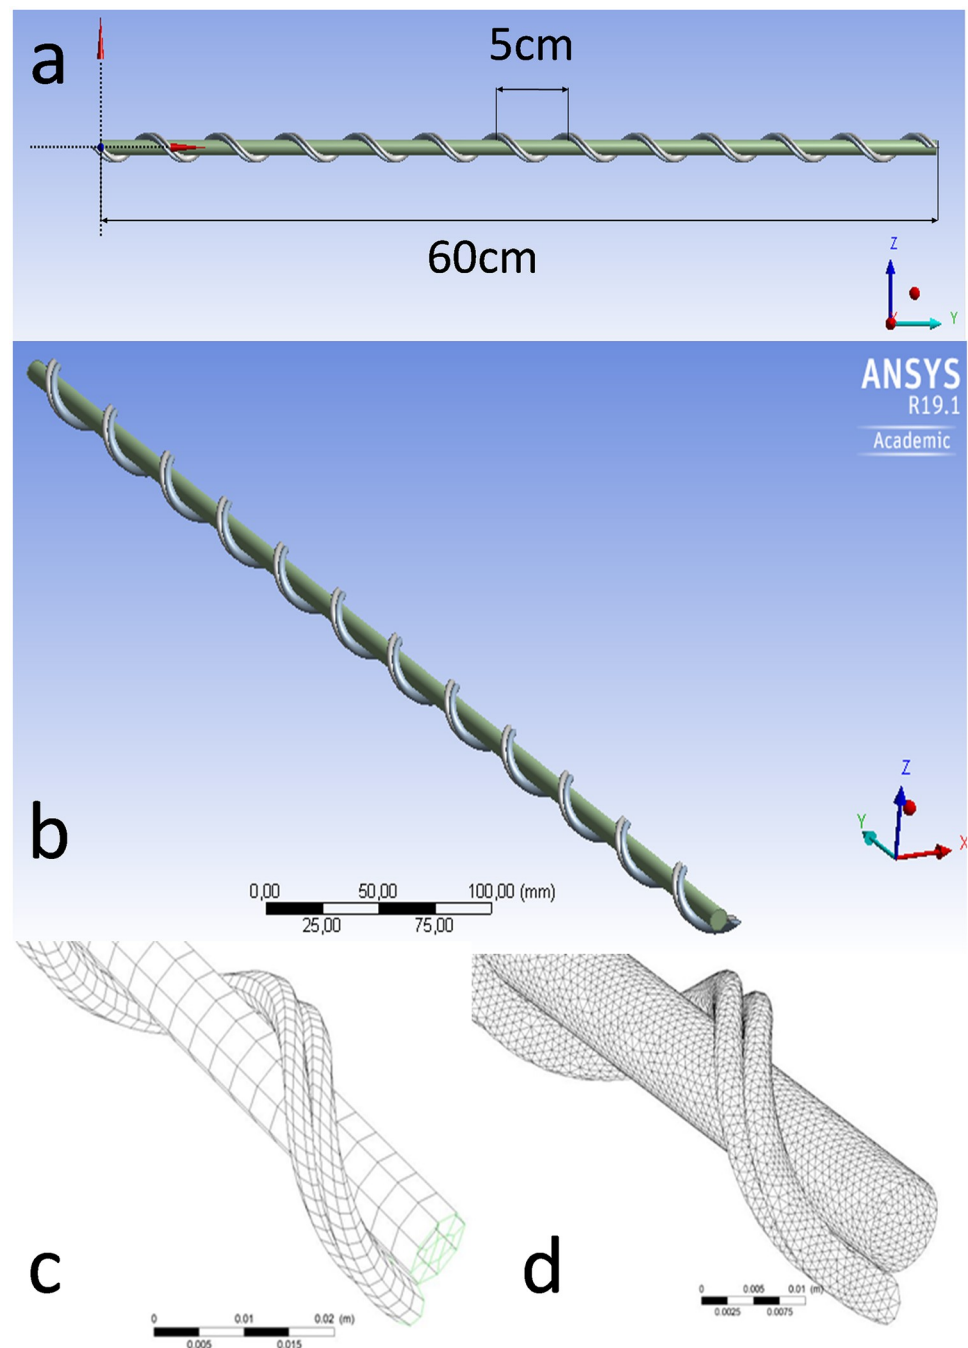 a
5cm
60cm
Z
X
Y
ANSYS
R19.1
Academic
Z
Y
X
b
0,00 50,00 100,00 (mm)
25,00 75,00
c
0 0.01 0.02 (m)
0.005 0.015
d
0 0.005 0.01 (m)
0.0025 0.0075